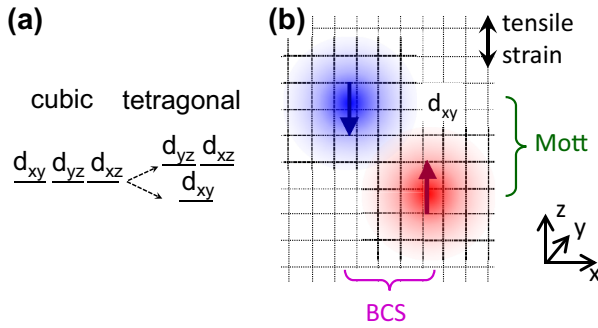 (a)
cubic tetragonal
d_xy d_yz d_xz
d_yz d_xz
d_xy
(b)
tensile
strain
d_xy
Mott
BCS
z
y
x